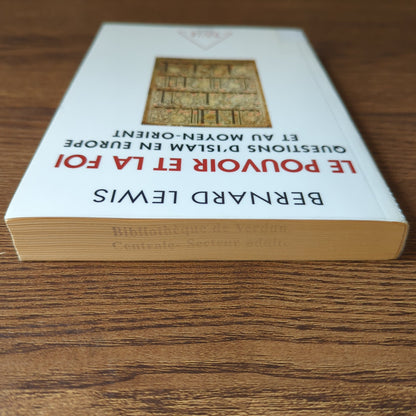 BERNARD LEWIS
LE POUVOIR ET LA FOI
QUESTIONS D'ISLAM EN EUROPE
ET AU MOYEN-ORIENT
Bibliothèque de Verdun
Centrale-Secteur adulte